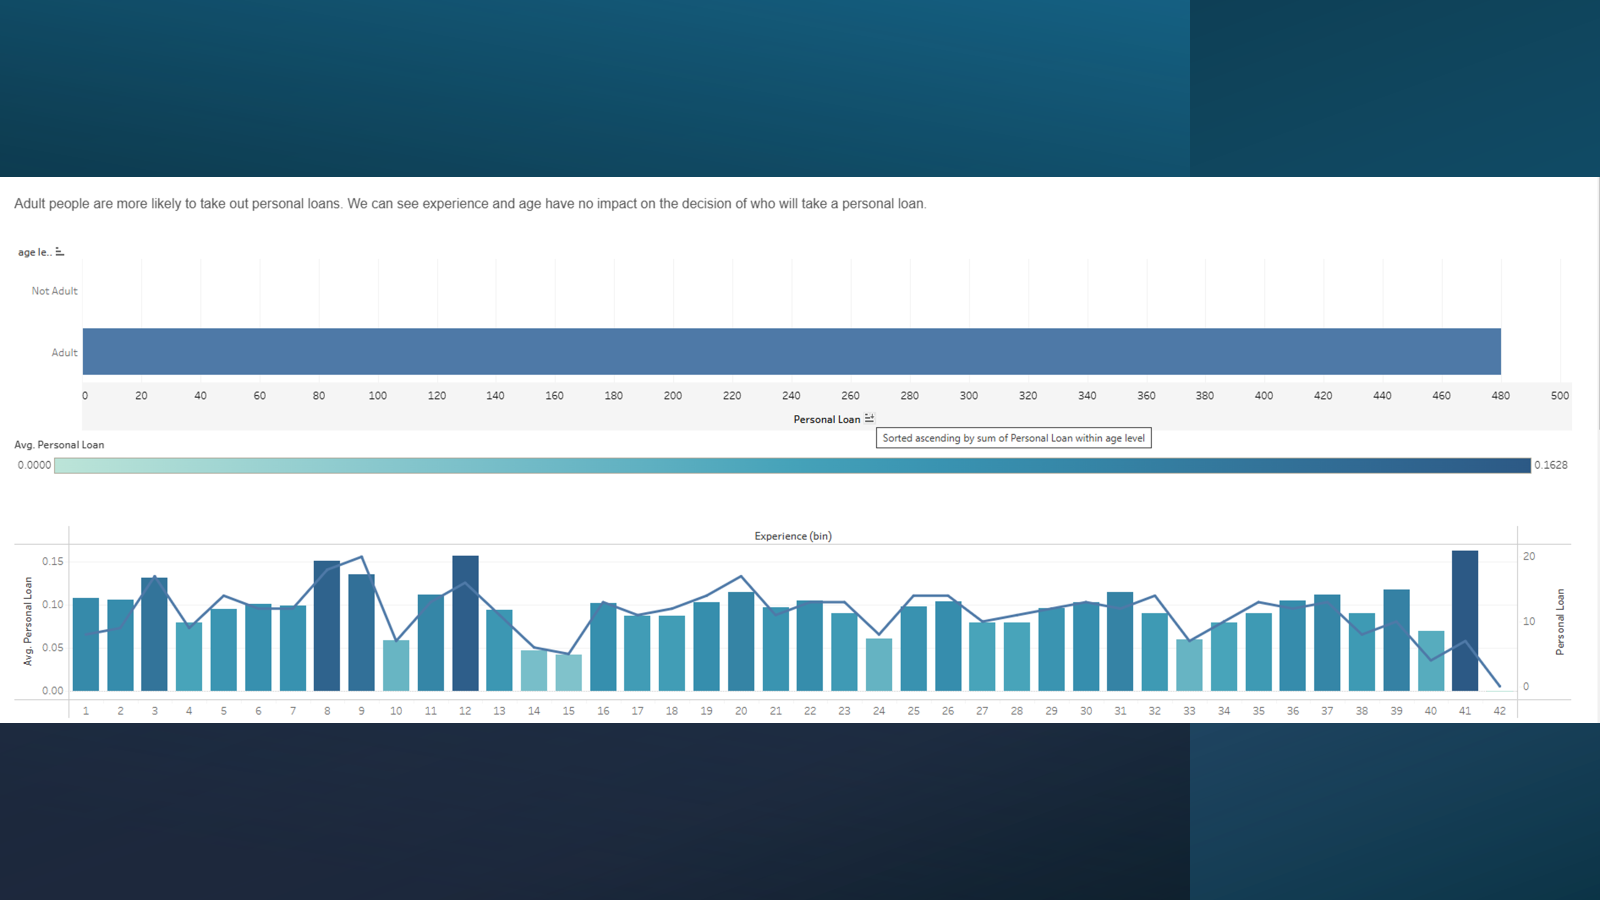 Adult people are more likely to take out personal loans. We can see experience and age have no impact on the decision of who will take a personal loan.
age le..
Not Adult
Adult
0 20 40 60 80 100 120 140 160 180 200 220 240 260 280 300 320 340 360 380 400 420 440 460 480 500
Personal Loan
Sorted ascending by sum of Personal Loan within age level
Avg. Personal Loan
0.0000 0.1628
Experience (bin)
Avg. Personal Loan
0.15
0.10
0.05
0.00
20
10
0
Personal Loan
1 2 3 4 5 6 7 8 9 10 11 12 13 14 15 16 17 18 19 20 21 22 23 24 25 26 27 28 29 30 31 32 33 34 35 36 37 38 39 40 41 42